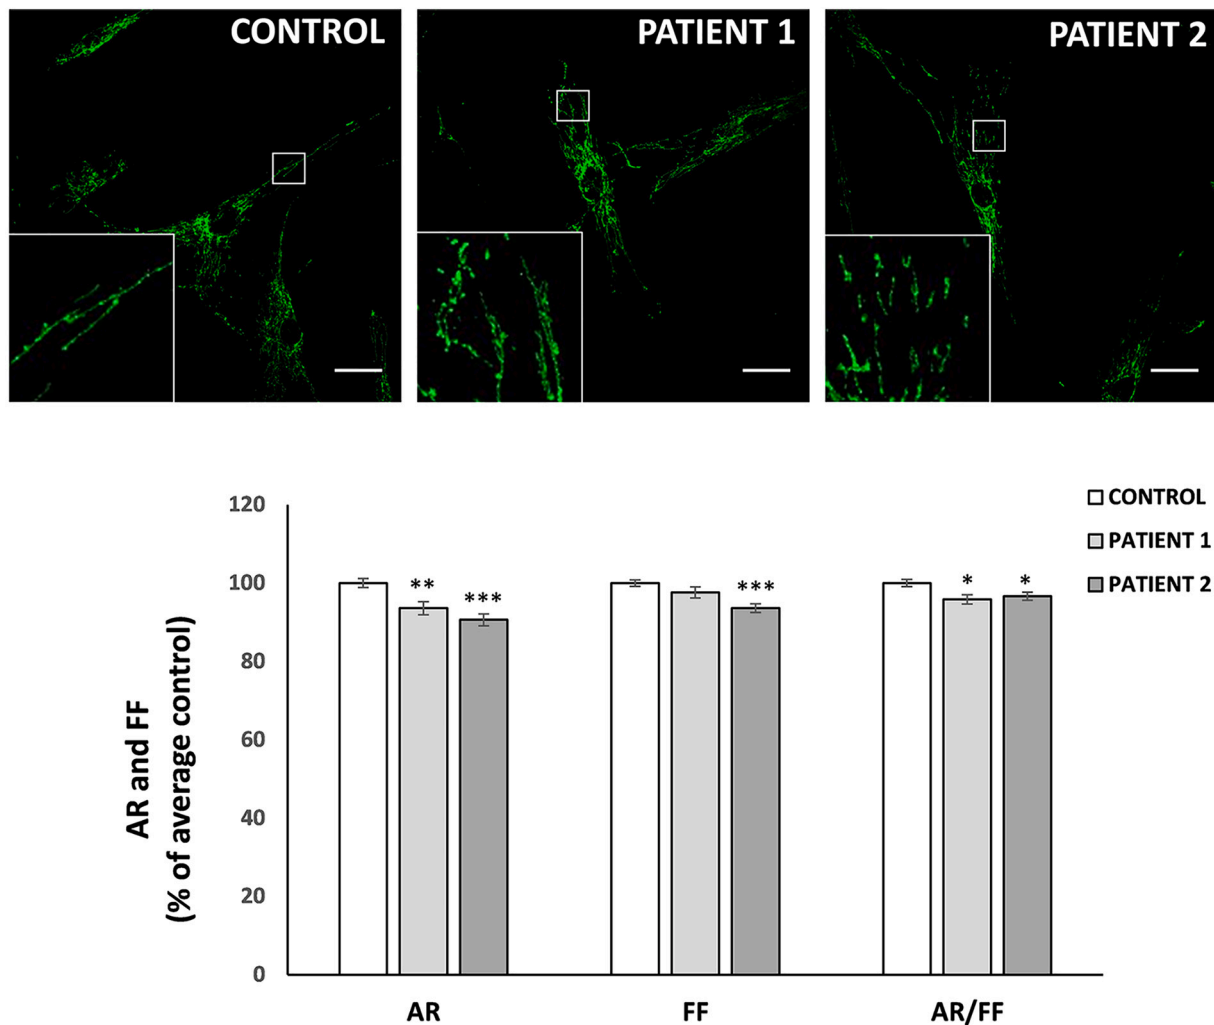 CONTROL
PATIENT 1
PATIENT 2
CONTROL
PATIENT 1
PATIENT 2
AR and FF
(% of average control)
120
100
80
60
40
20
0
**
***
***
*
*
AR
FF
AR/FF